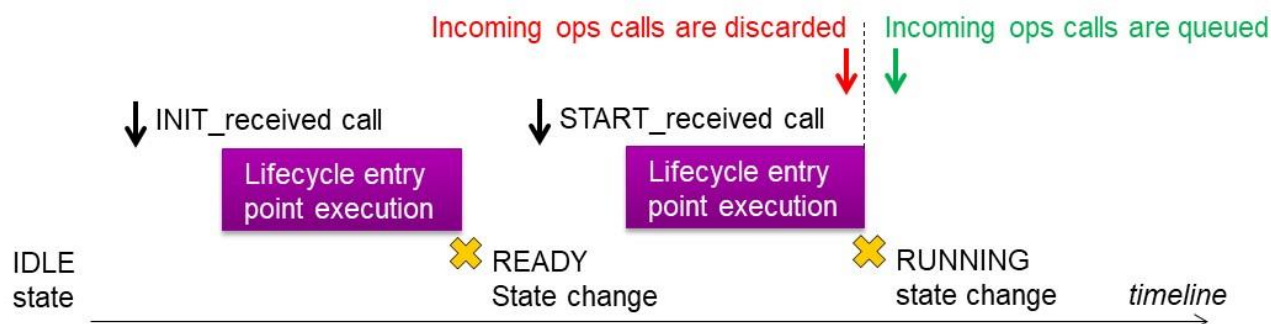 Incoming ops calls are discarded
Incoming ops calls are queued
INIT_received call
START_received call
Lifecycle entry
point execution
Lifecycle entry
point execution
IDLE
state
READY
State change
RUNNING
state change
timeline